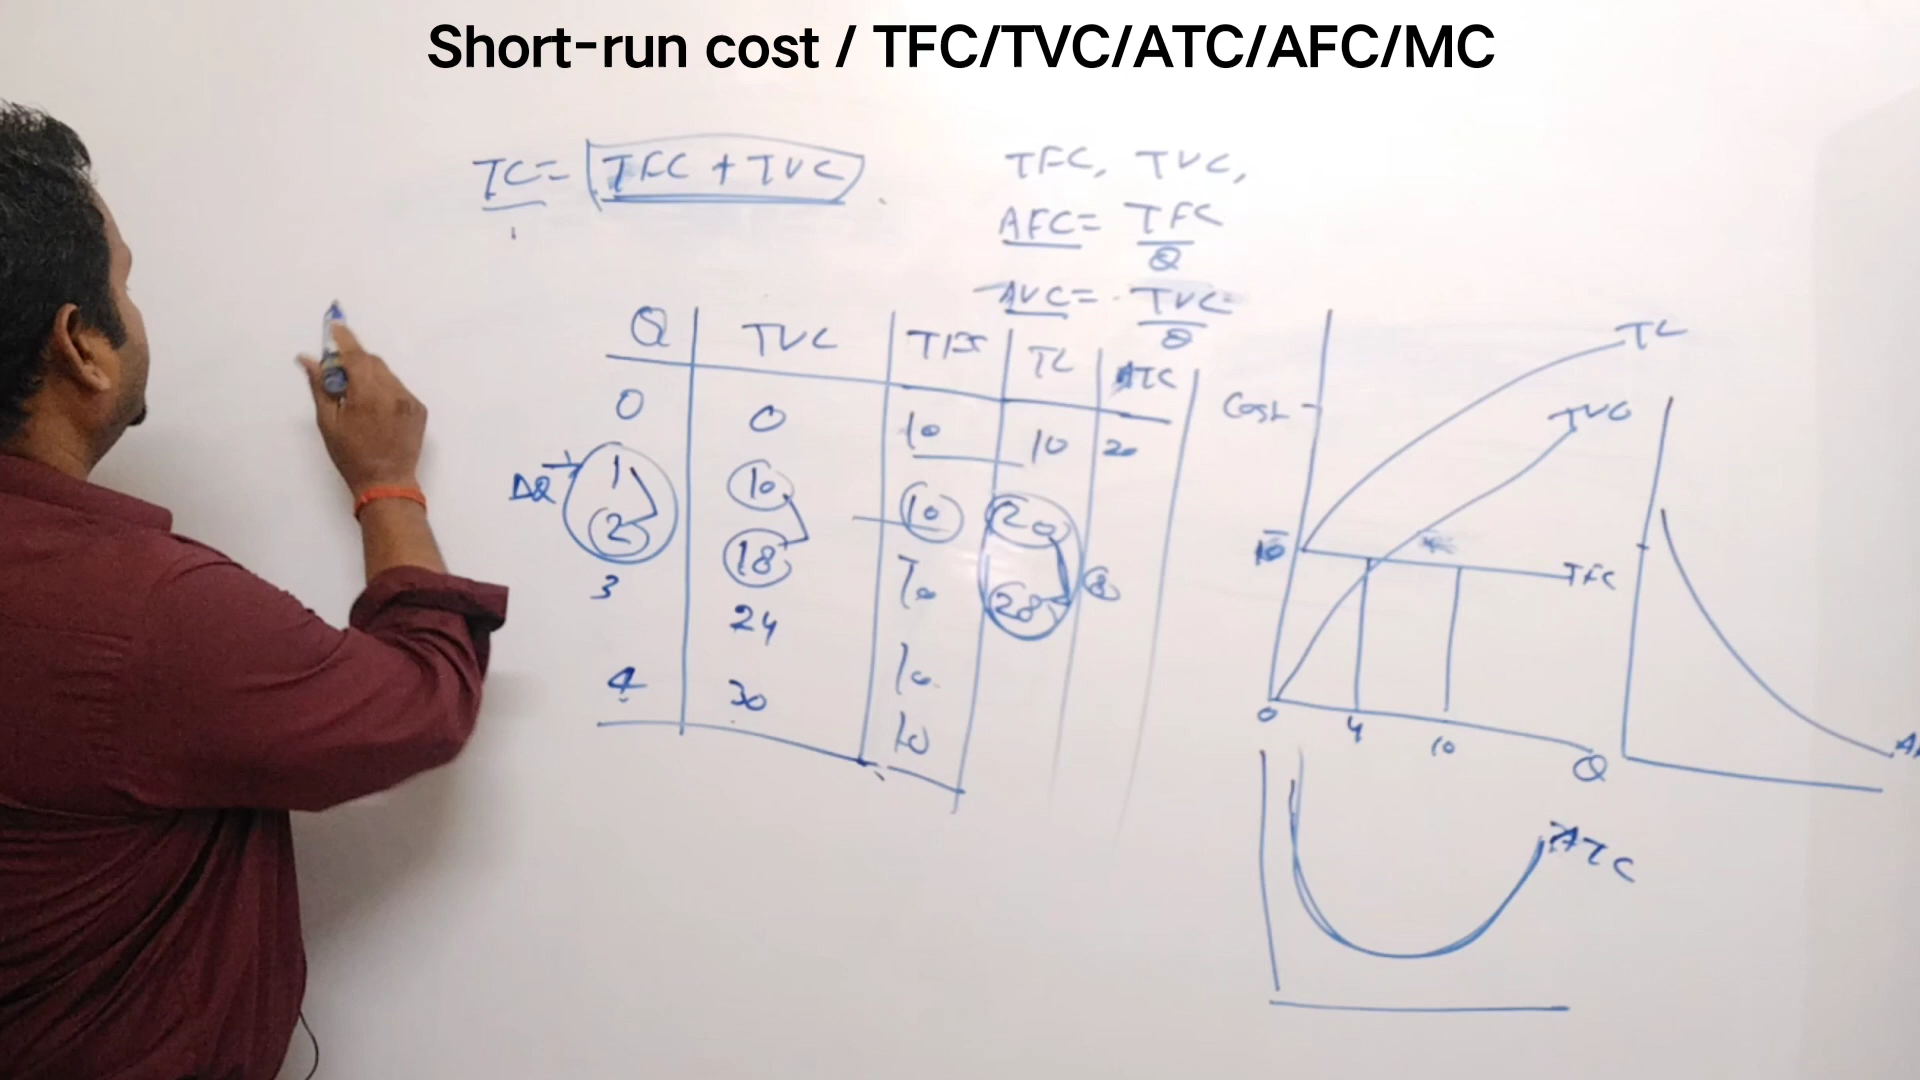 Short-run cost / TFC/TVC/ATC/AFC/MC
TC = TFC + TVC
TFC, TVC,
AFC = TFC
Q
AVC = TVC
Q
Q TVC TFC TC ATC
0 0 10 10 20
ΔQ 1 10 10 20
2 18 10 28 8
3 24 10
4 30 10
Cost
TC
TVC
10
TFC
0 4 10 Q
ATC